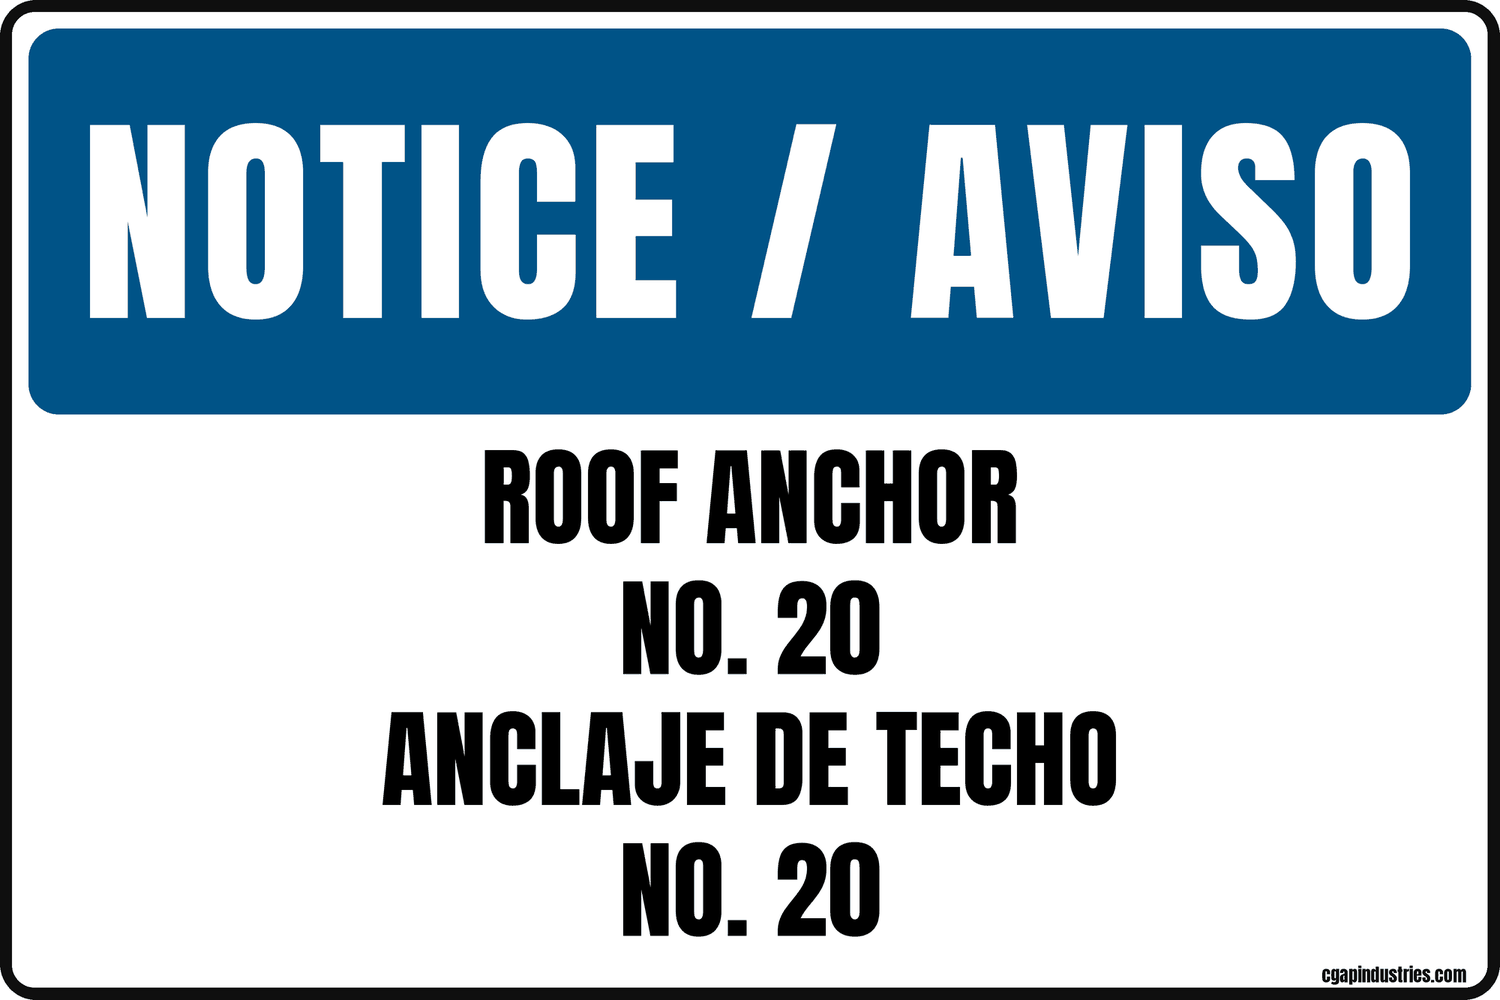 NOTICE / AVISO
ROOF ANCHOR
NO. 20
ANCLAJE DE TECHO
NO. 20
cgapindustries.com